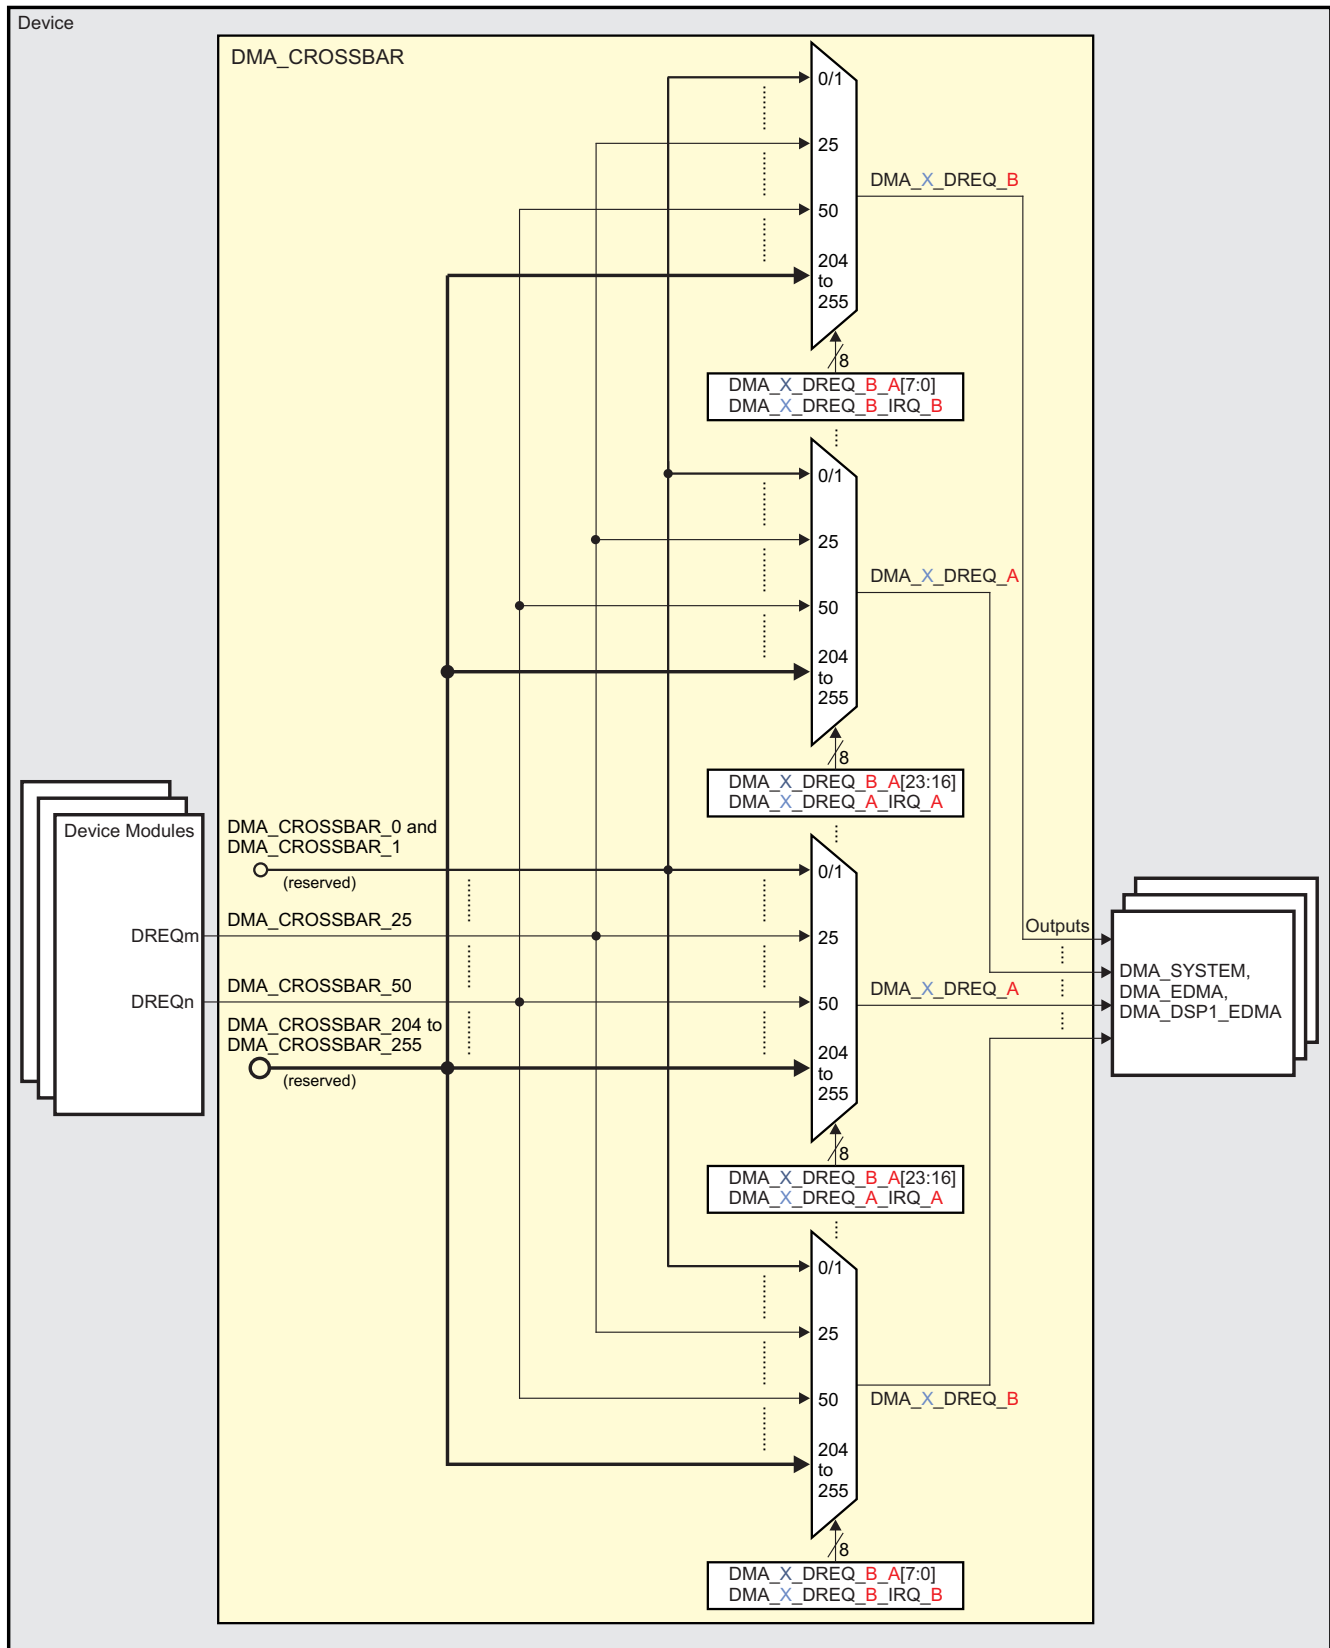 Device
DMA_CROSSBAR
0/1
25
50
204
to
255
DMA_X_DREQ_B
8
DMA_X_DREQ_B_A[7:0]
DMA_X_DREQ_B_IRQ_B
0/1
25
50
204
to
255
DMA_X_DREQ_A
8
DMA_X_DREQ_B_A[23:16]
DMA_X_DREQ_A_IRQ_A
Device Modules
DREQm
DREQn
DMA_CROSSBAR_0 and
DMA_CROSSBAR_1
(reserved)
DMA_CROSSBAR_25
DMA_CROSSBAR_50
DMA_CROSSBAR_204 to
DMA_CROSSBAR_255
(reserved)
0/1
25
50
204
to
255
DMA_X_DREQ_A
Outputs
DMA_SYSTEM,
DMA_EDMA,
DMA_DSP1_EDMA
8
DMA_X_DREQ_B_A[23:16]
DMA_X_DREQ_A_IRQ_A
0/1
25
50
204
to
255
DMA_X_DREQ_B
8
DMA_X_DREQ_B_A[7:0]
DMA_X_DREQ_B_IRQ_B